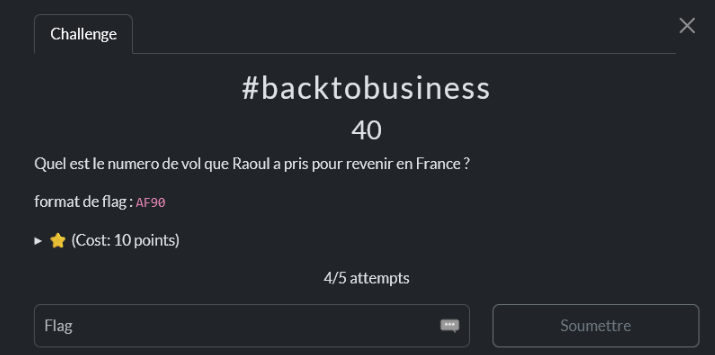 Challenge
#backtobusiness
40
Quel est le numero de vol que Raoul a pris pour revenir en France ?
format de flag : AF90
▸ ⭐ (Cost: 10 points)
4/5 attempts
Flag
Soumettre